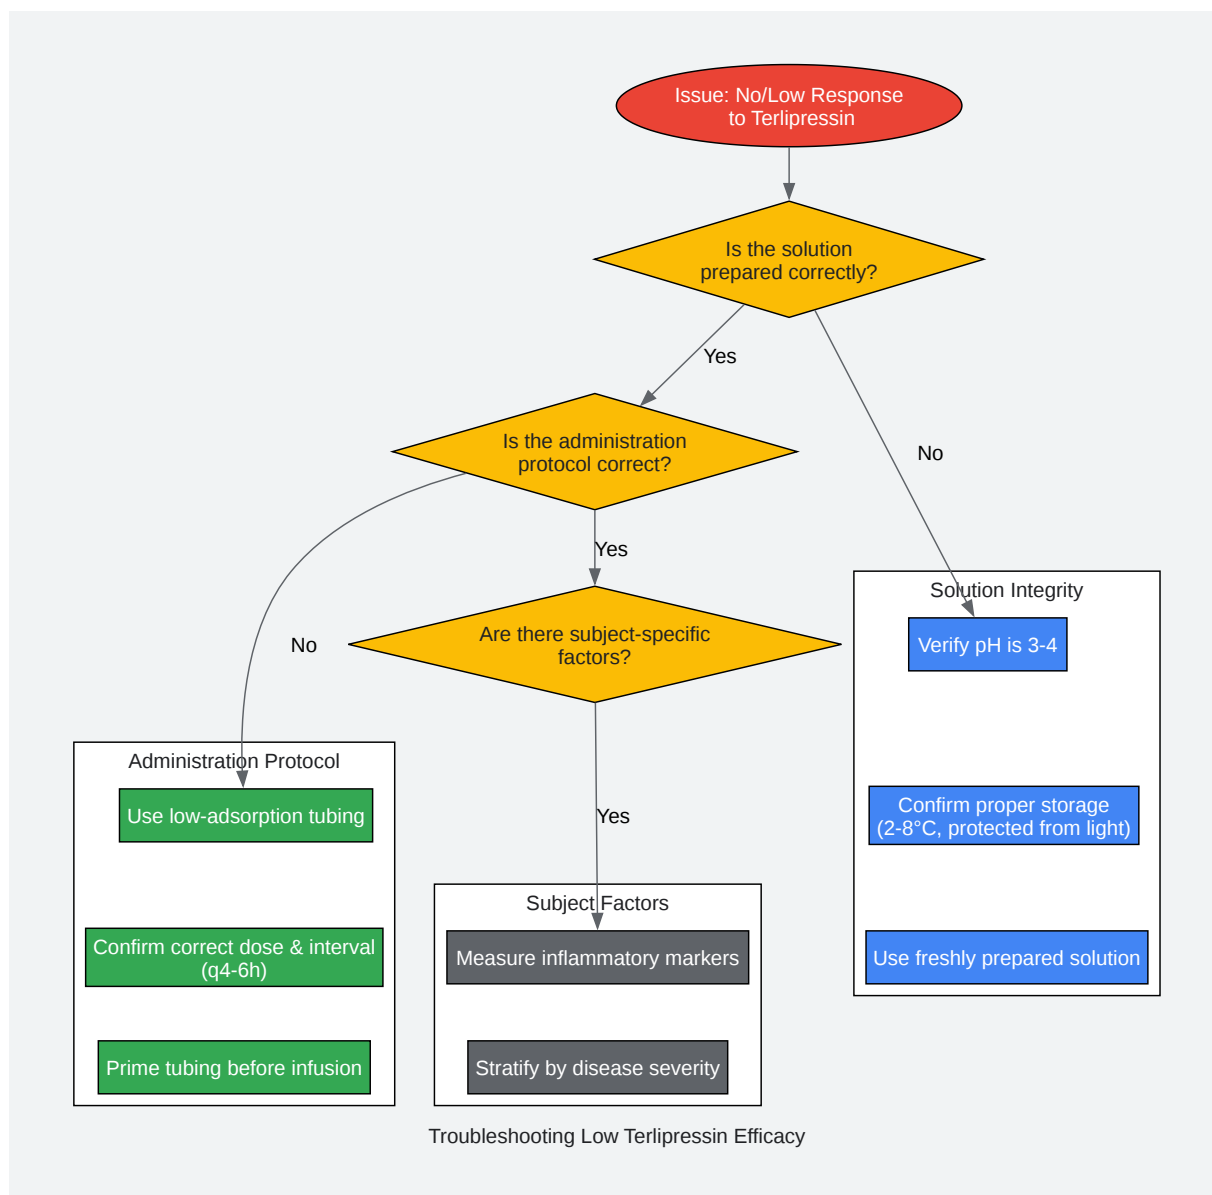 Issue: No/Low Response
to Terlipressin
Is the solution
prepared correctly?
Yes
No
Is the administration
protocol correct?
Yes
No
Are there subject-specific
factors?
Yes
Solution Integrity
Verify pH is 3-4
Confirm proper storage
(2-8°C, protected from light)
Use freshly prepared solution
Administration Protocol
Use low-adsorption tubing
Confirm correct dose & interval
(q4-6h)
Prime tubing before infusion
Subject Factors
Measure inflammatory markers
Stratify by disease severity
Troubleshooting Low Terlipressin Efficacy